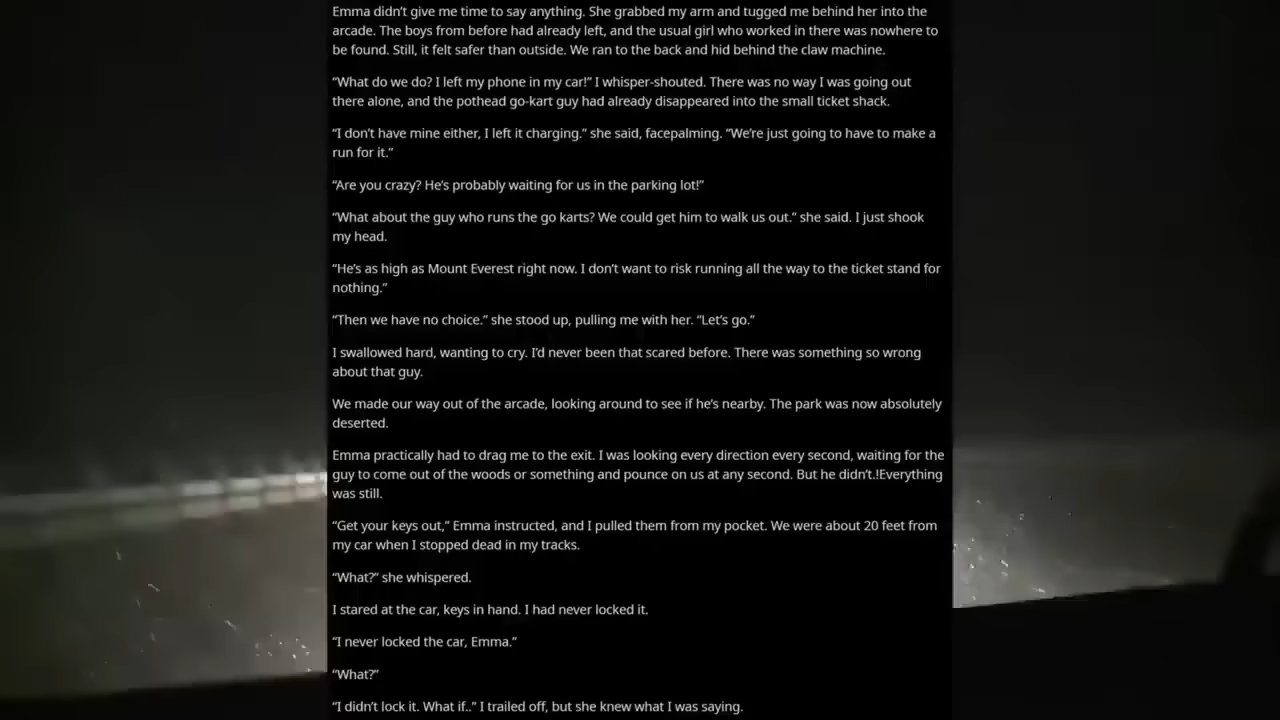 Emma didn’t give me time to say anything. She grabbed my arm and tugged me behind her into the
arcade. The boys from before had already left, and the usual girl who worked in there was nowhere to
be found. Still, it felt safer than outside. We ran to the back and hid behind the claw machine.
“What do we do? I left my phone in my car!” I whisper-shouted. There was no way I was going out
there alone, and the pothead go-kart guy had already disappeared into the small ticket shack.
“I don’t have mine either, I left it charging.” she said, facepalming. “We’re just going to have to make a
run for it.”
“Are you crazy? He’s probably waiting for us in the parking lot!”
“What about the guy who runs the go karts? We could get him to walk us out.” she said. I just shook
my head.
“He’s as high as Mount Everest right now. I don’t want to risk running all the way to the ticket stand for
nothing.”
“Then we have no choice.” she stood up, pulling me with her. “Let’s go.”
I swallowed hard, wanting to cry. I’d never been that scared before. There was something so wrong
about that guy.
We made our way out of the arcade, looking around to see if he’s nearby. The park was now absolutely
deserted.
Emma practically had to drag me to the exit. I was looking every direction every second, waiting for the
guy to come out of the woods or something and pounce on us at any second. But he didn’t.!Everything
was still.
“Get your keys out,” Emma instructed, and I pulled them from my pocket. We were about 20 feet from
my car when I stopped dead in my tracks.
“What?” she whispered.
I stared at the car, keys in hand. I had never locked it.
“I never locked the car, Emma.”
“What?”
“I didn’t lock it. What if..” I trailed off, but she knew what I was saying.